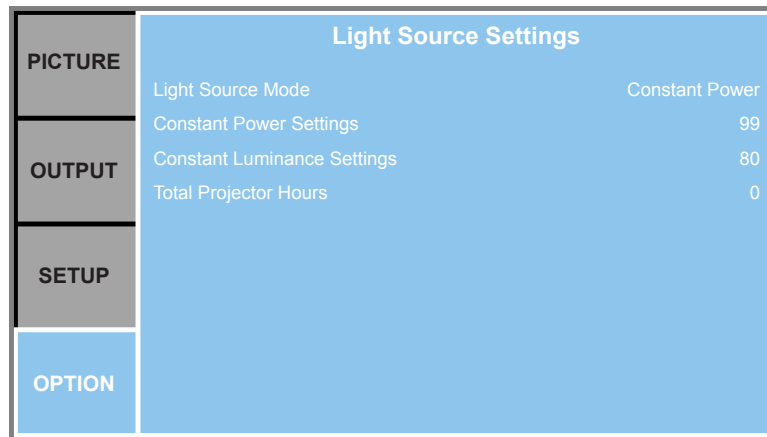 PICTURE
OUTPUT
SETUP
OPTION
Light Source Settings
Light Source Mode Constant Power
Constant Power Settings 99
Constant Luminance Settings 80
Total Projector Hours 0